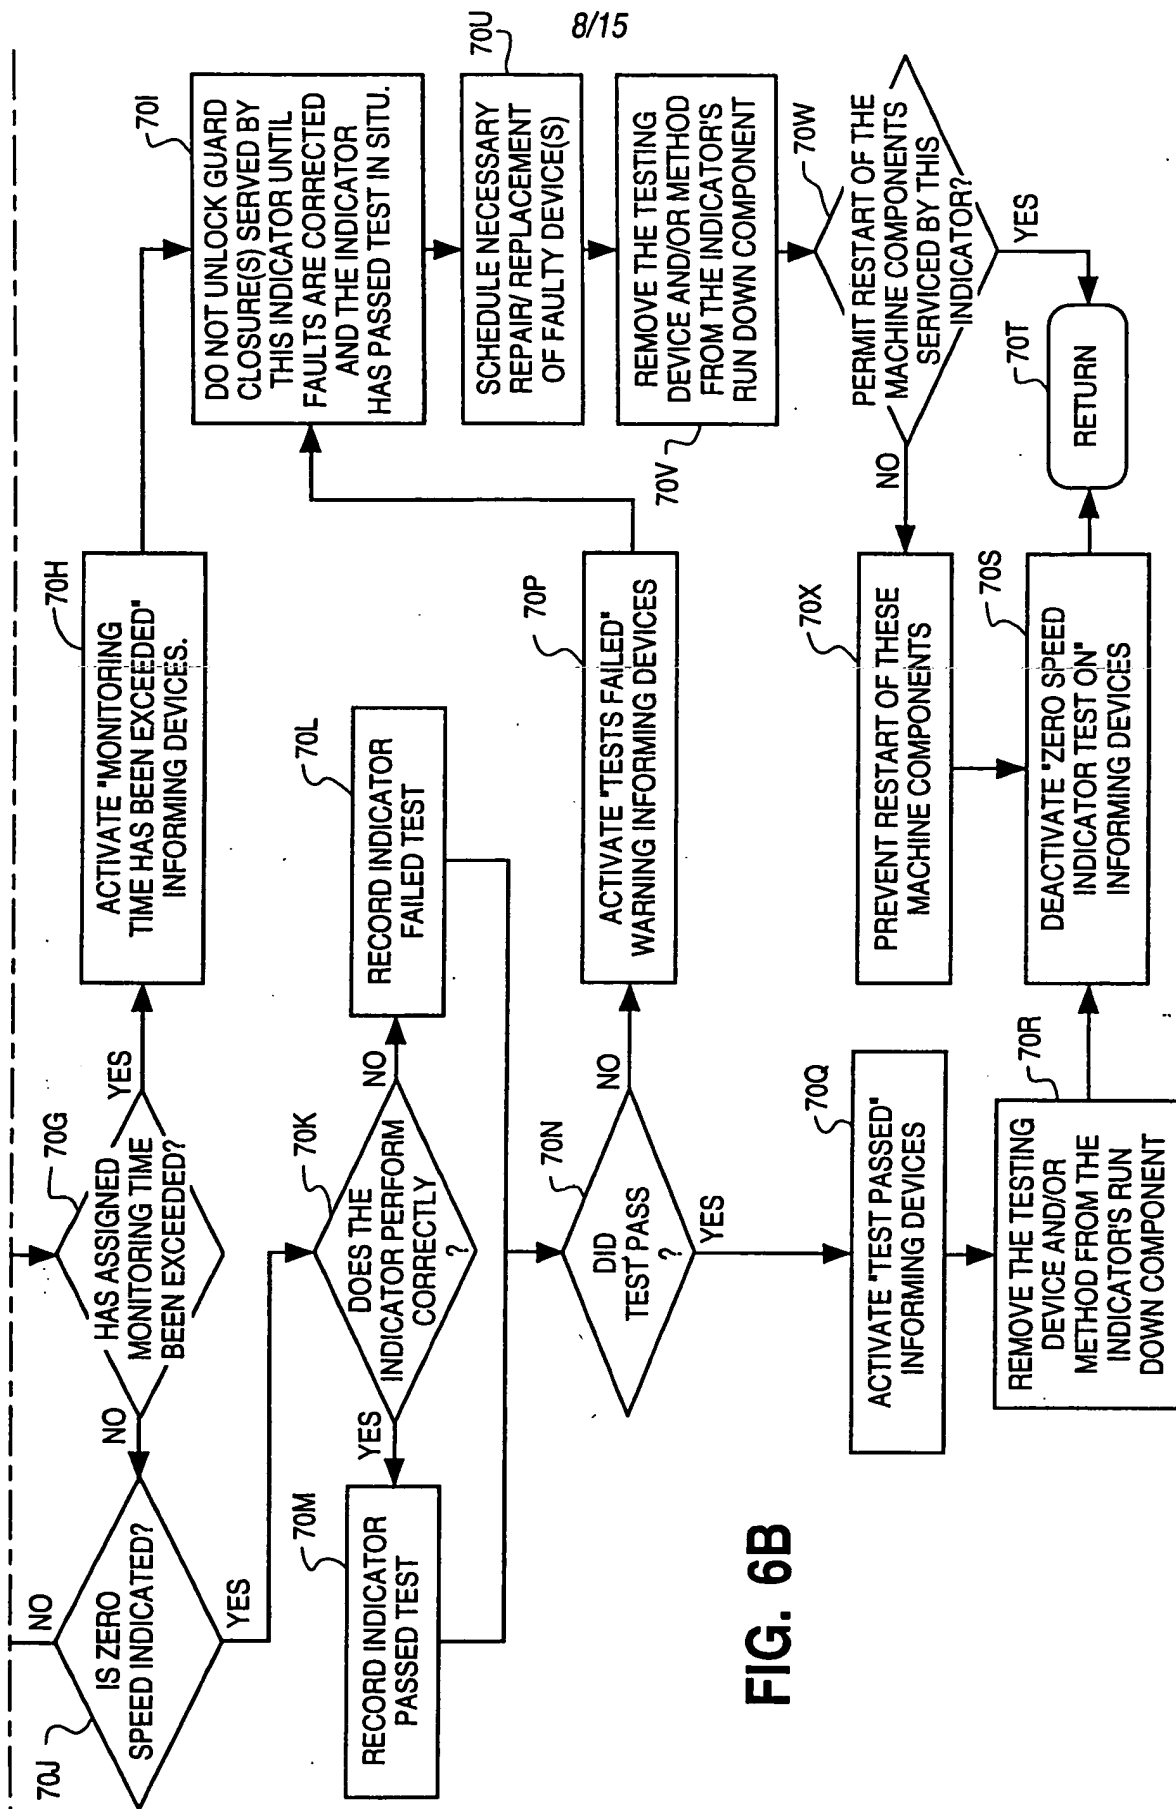 8/15
70G
HAS ASSIGNED
MONITORING TIME
BEEN EXCEEDED?
YES
NO
70H
ACTIVATE "MONITORING
TIME HAS BEEN EXCEEDED"
INFORMING DEVICES.
70I
DO NOT UNLOCK GUARD
CLOSURE(S) SERVED BY
THIS INDICATOR UNTIL
FAULTS ARE CORRECTED
AND THE INDICATOR
HAS PASSED TEST IN SITU.
70J
IS ZERO
SPEED INDICATED?
NO
YES
70K
DOES THE
INDICATOR PERFORM
CORRECTLY
?
NO
YES
70L
RECORD INDICATOR
FAILED TEST
70M
RECORD INDICATOR
PASSED TEST
70N
DID
TEST PASS
?
NO
YES
70P
ACTIVATE "TESTS FAILED"
WARNING INFORMING DEVICES
70U
SCHEDULE NECESSARY
REPAIR/ REPLACEMENT
OF FAULTY DEVICE(S)
70V
REMOVE THE TESTING
DEVICE AND/OR METHOD
FROM THE INDICATOR'S
RUN DOWN COMPONENT
70W
PERMIT RESTART OF THE
MACHINE COMPONENTS
SERVICED BY THIS
INDICATOR?
NO
YES
70X
PREVENT RESTART OF THESE
MACHINE COMPONENTS
70Q
ACTIVATE "TEST PASSED"
INFORMING DEVICES
70R
REMOVE THE TESTING
DEVICE AND/OR
METHOD FROM THE
INDICATOR'S RUN
DOWN COMPONENT
70S
DEACTIVATE "ZERO SPEED
INDICATOR TEST ON"
INFORMING DEVICES
70T
RETURN
FIG. 6B